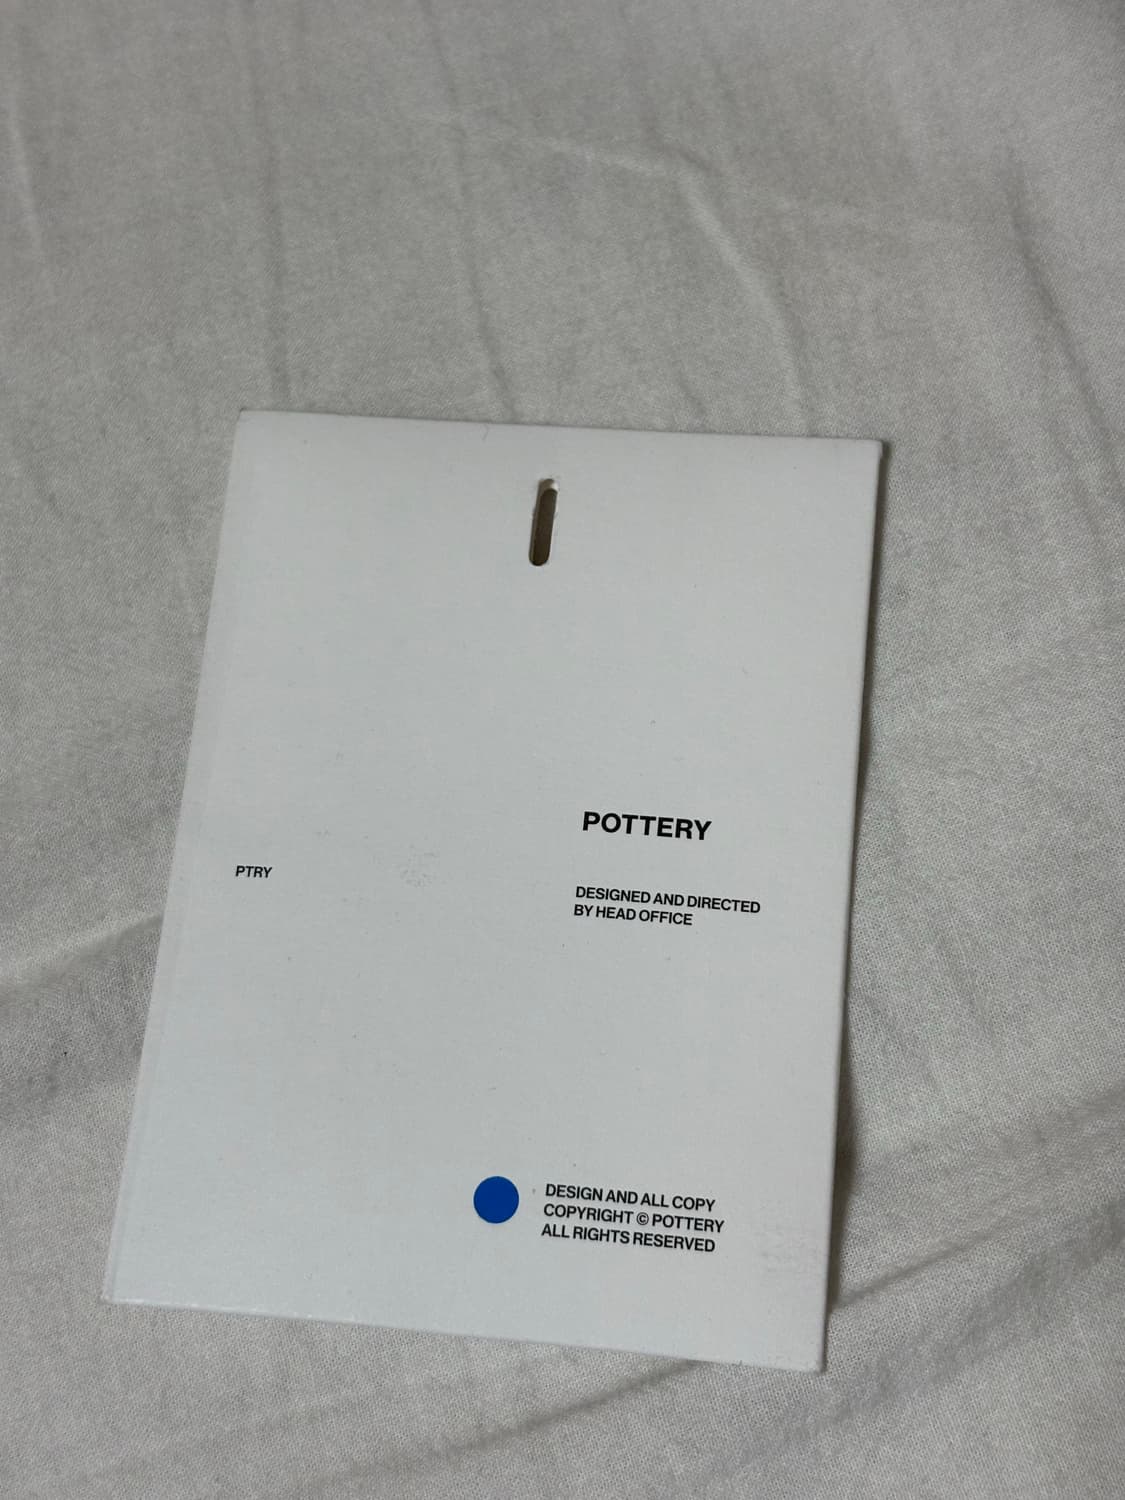 POTTERY
PTRY
DESIGNED AND DIRECTED
BY HEAD OFFICE
DESIGN AND ALL COPY
COPYRIGHT © POTTERY
ALL RIGHTS RESERVED